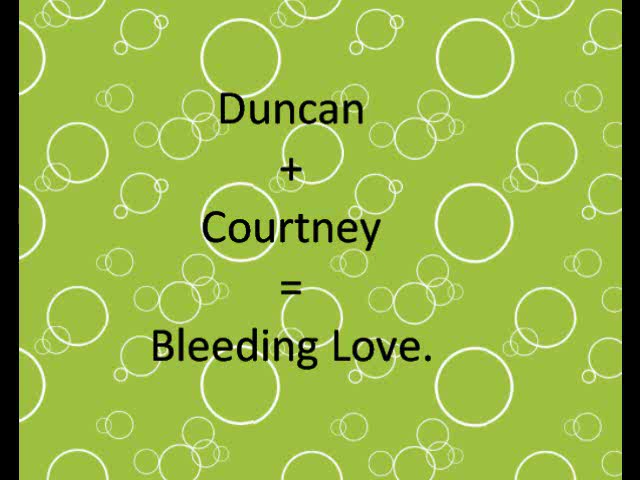 Duncan
+
Courtney
=
Bleeding Love.